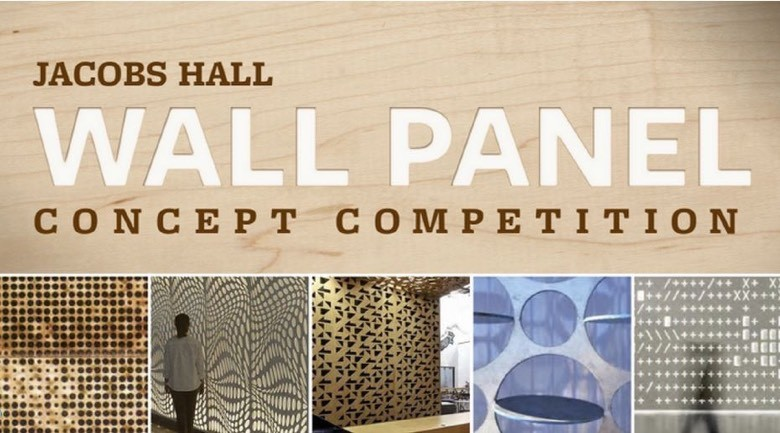 JACOBS HALL
WALL PANEL
CONCEPT COMPETITION